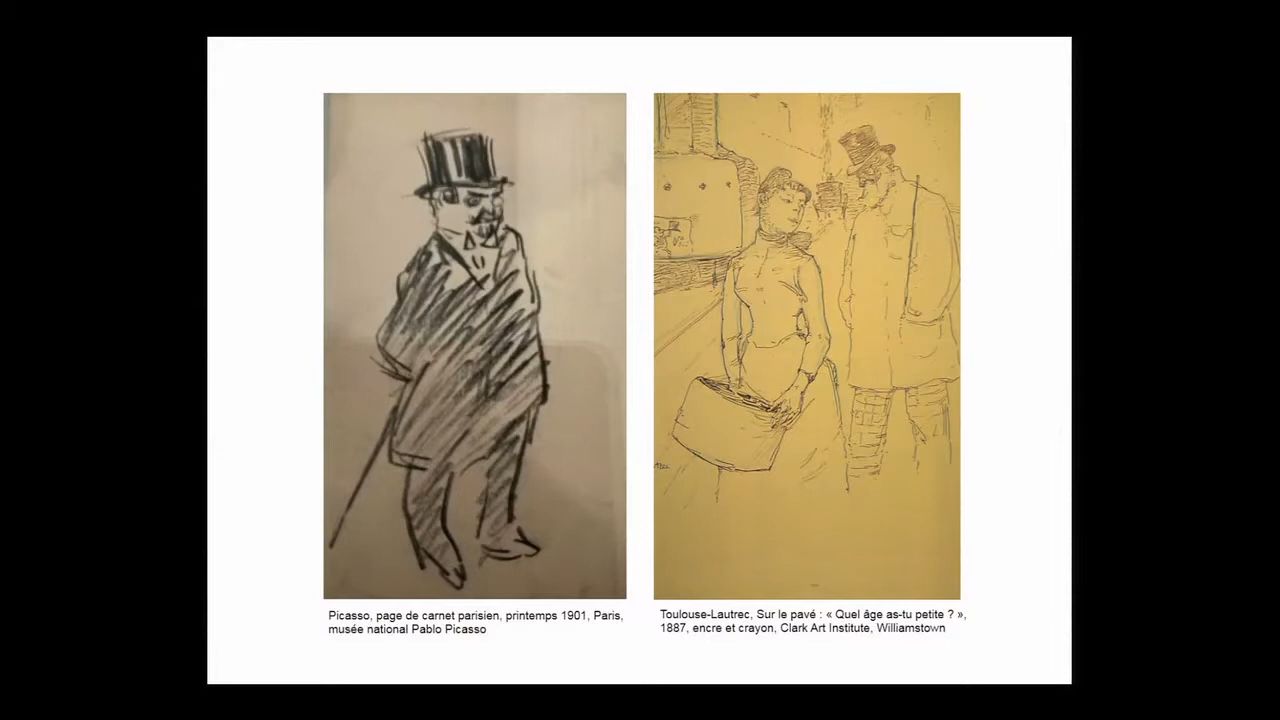 Picasso, page de carnet parisien, printemps 1901, Paris,
musée national Pablo Picasso
Toulouse-Lautrec, Sur le pavé : « Quel âge as-tu petite ? »,
1887, encre et crayon, Clark Art Institute, Williamstown